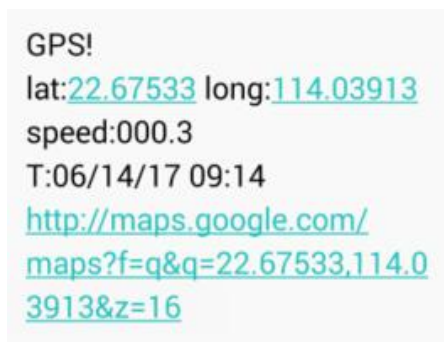 GPS!
lat:22.67533 long:114.03913
speed:000.3
T:06/14/17 09:14
http://maps.google.com/
maps?f=q&q=22.67533,114.0
3913&z=16